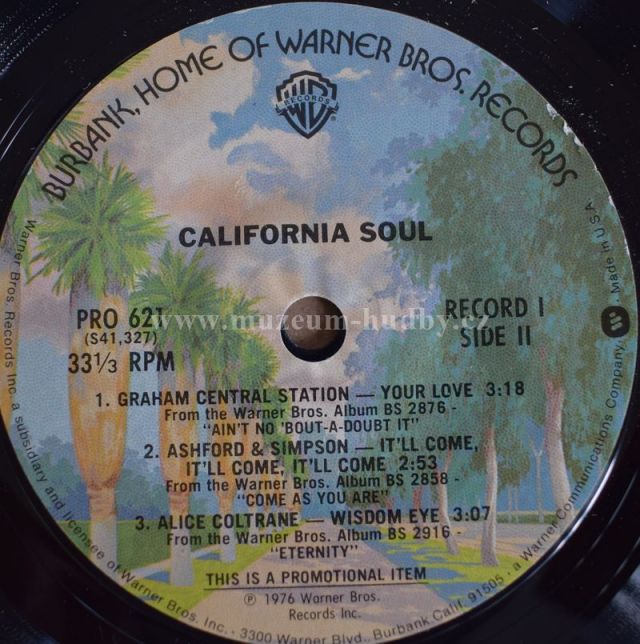 BURBANK, HOME OF WARNER BROS. RECORDS
WB
RECORDS
CALIFORNIA SOUL
PRO 621
(S41,327)
33⅓ RPM
RECORD I
SIDE II
www.muzeum-hudby.cz
1. GRAHAM CENTRAL STATION — YOUR LOVE 3:18
From the Warner Bros. Album BS 2876 -
"AIN'T NO 'BOUT-A-DOUBT IT"
2. ASHFORD & SIMPSON — IT'LL COME,
IT'LL COME, IT'LL COME 2:53
From the Warner Bros. Album BS 2858 -
"COME AS YOU ARE"
3. ALICE COLTRANE — WISDOM EYE 3:07
From the Warner Bros. Album BS 2916 -
"ETERNITY"
THIS IS A PROMOTIONAL ITEM
℗ 1976 Warner Bros.
Records Inc.
Warner Bros. Records Inc. a subsidiary and licensee of Warner Bros. Inc. · 3300 Warner Blvd., Burbank, Calif. 91505 · a Warner Communications Company · Made in U.S.A.